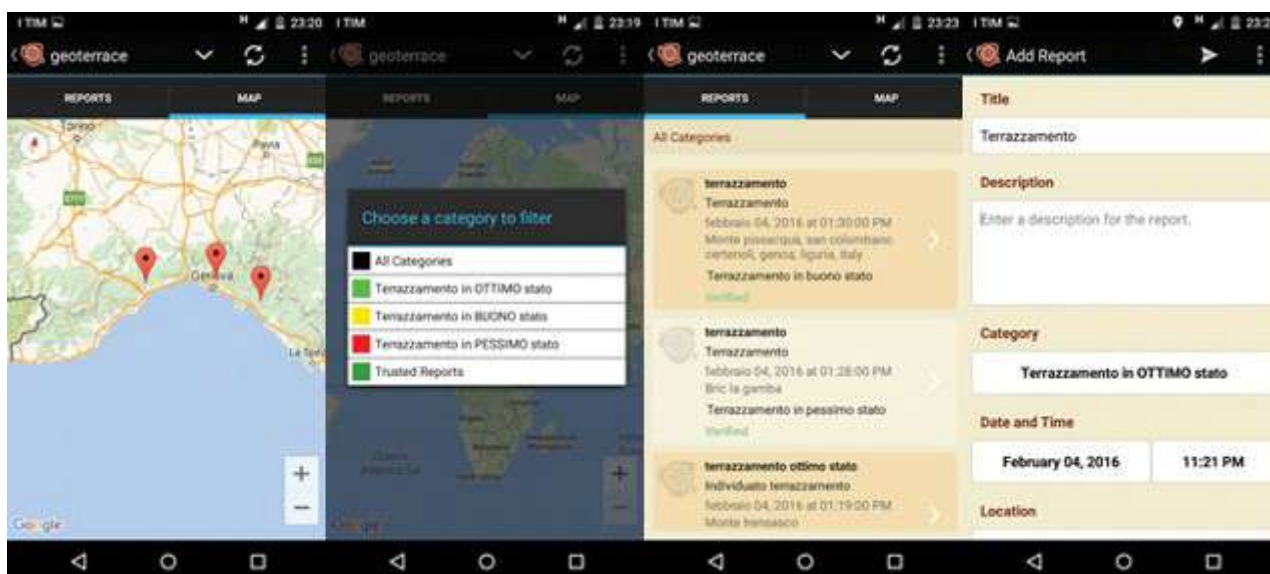 I TIM
H
23:20
geoterrace
REPORTS
MAP
Torino
Pavia
Genova
La Spez
Google
I TIM
H
23:19
geoterrace
REPORTS
MAP
Choose a category to filter
All Categories
Terrazzamento in OTTIMO stato
Terrazzamento in BUONO stato
Terrazzamento in PESSIMO stato
Trusted Reports
I TIM
H
23:23
geoterrace
REPORTS
MAP
All Categories
terrazzamento
Terrazzamento
febbraio 04, 2016 at 01:30:00 PM
Monte pissacqua, san colombano
certenoli, genoa, liguria, italy
Terrazzamento in buono stato
Verified
terrazzamento
Terrazzamento
febbraio 04, 2016 at 01:28:00 PM
Bric la gamba
Terrazzamento in pessimo stato
Verified
terrazzamento ottimo stato
Individuato terrazzamento
febbraio 04, 2016 at 01:19:00 PM
Monte
I TIM
H
23:2
Add Report
Title
Terrazzamento
Description
Enter a description for the report.
Category
Terrazzamento in OTTIMO stato
Date and Time
February 04, 2016
11:21 PM
Location